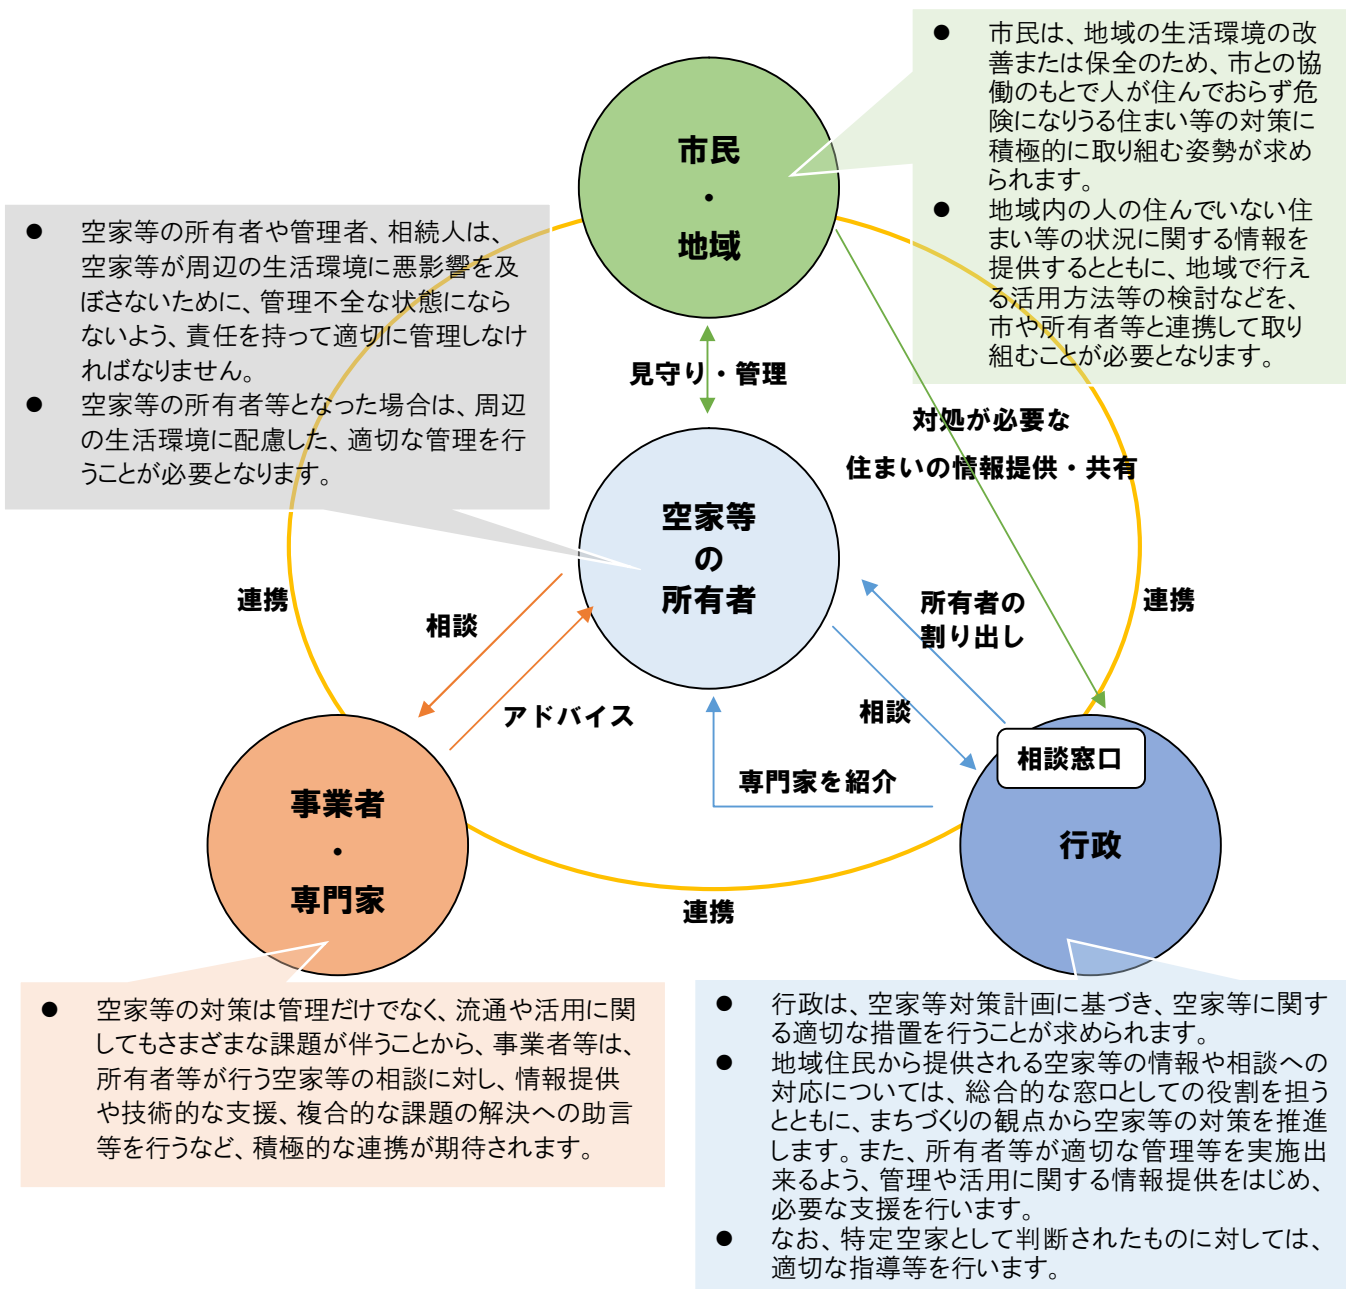 ● 市民は、地域の生活環境の改
善または保全のため、市との協
働のもとで人が住んでおらず危
険になりうる住まい等の対策に
積極的に取り組む姿勢が求め
られます。
● 地域内の人の住んでいない住
まい等の状況に関する情報を
提供するとともに、地域で行え
る活用方法等の検討などを、
市や所有者等と連携して取り
組むことが必要となります。
市民
・
地域
● 空家等の所有者や管理者、相続人は、
空家等が周辺の生活環境に悪影響を及
ぼさないために、管理不全な状態になら
ないよう、責任を持って適切に管理しなけ
ればなりません。
● 空家等の所有者等となった場合は、周辺
の生活環境に配慮した、適切な管理を行
うことが必要となります。
見守り・管理
対処が必要な
住まいの情報提供・共有
空家等
の
所有者
連携
相談
所有者の
割り出し
連携
アドバイス
相談
専門家を紹介
相談窓口
事業者
・
専門家
行政
連携
● 空家等の対策は管理だけでなく、流通や活用に関
してもさまざまな課題が伴うことから、事業者等は、
所有者等が行う空家等の相談に対し、情報提供
や技術的な支援、複合的な課題の解決への助言
等を行うなど、積極的な連携が期待されます。
● 行政は、空家等対策計画に基づき、空家等に関す
る適切な措置を行うことが求められます。
● 地域住民から提供される空家等の情報や相談への
対応については、総合的な窓口としての役割を担う
とともに、まちづくりの観点から空家等の対策を推進
します。また、所有者等が適切な管理等を実施出
来るよう、管理や活用に関する情報提供をはじめ、
必要な支援を行います。
● なお、特定空家として判断されたものに対しては、
適切な指導等を行います。